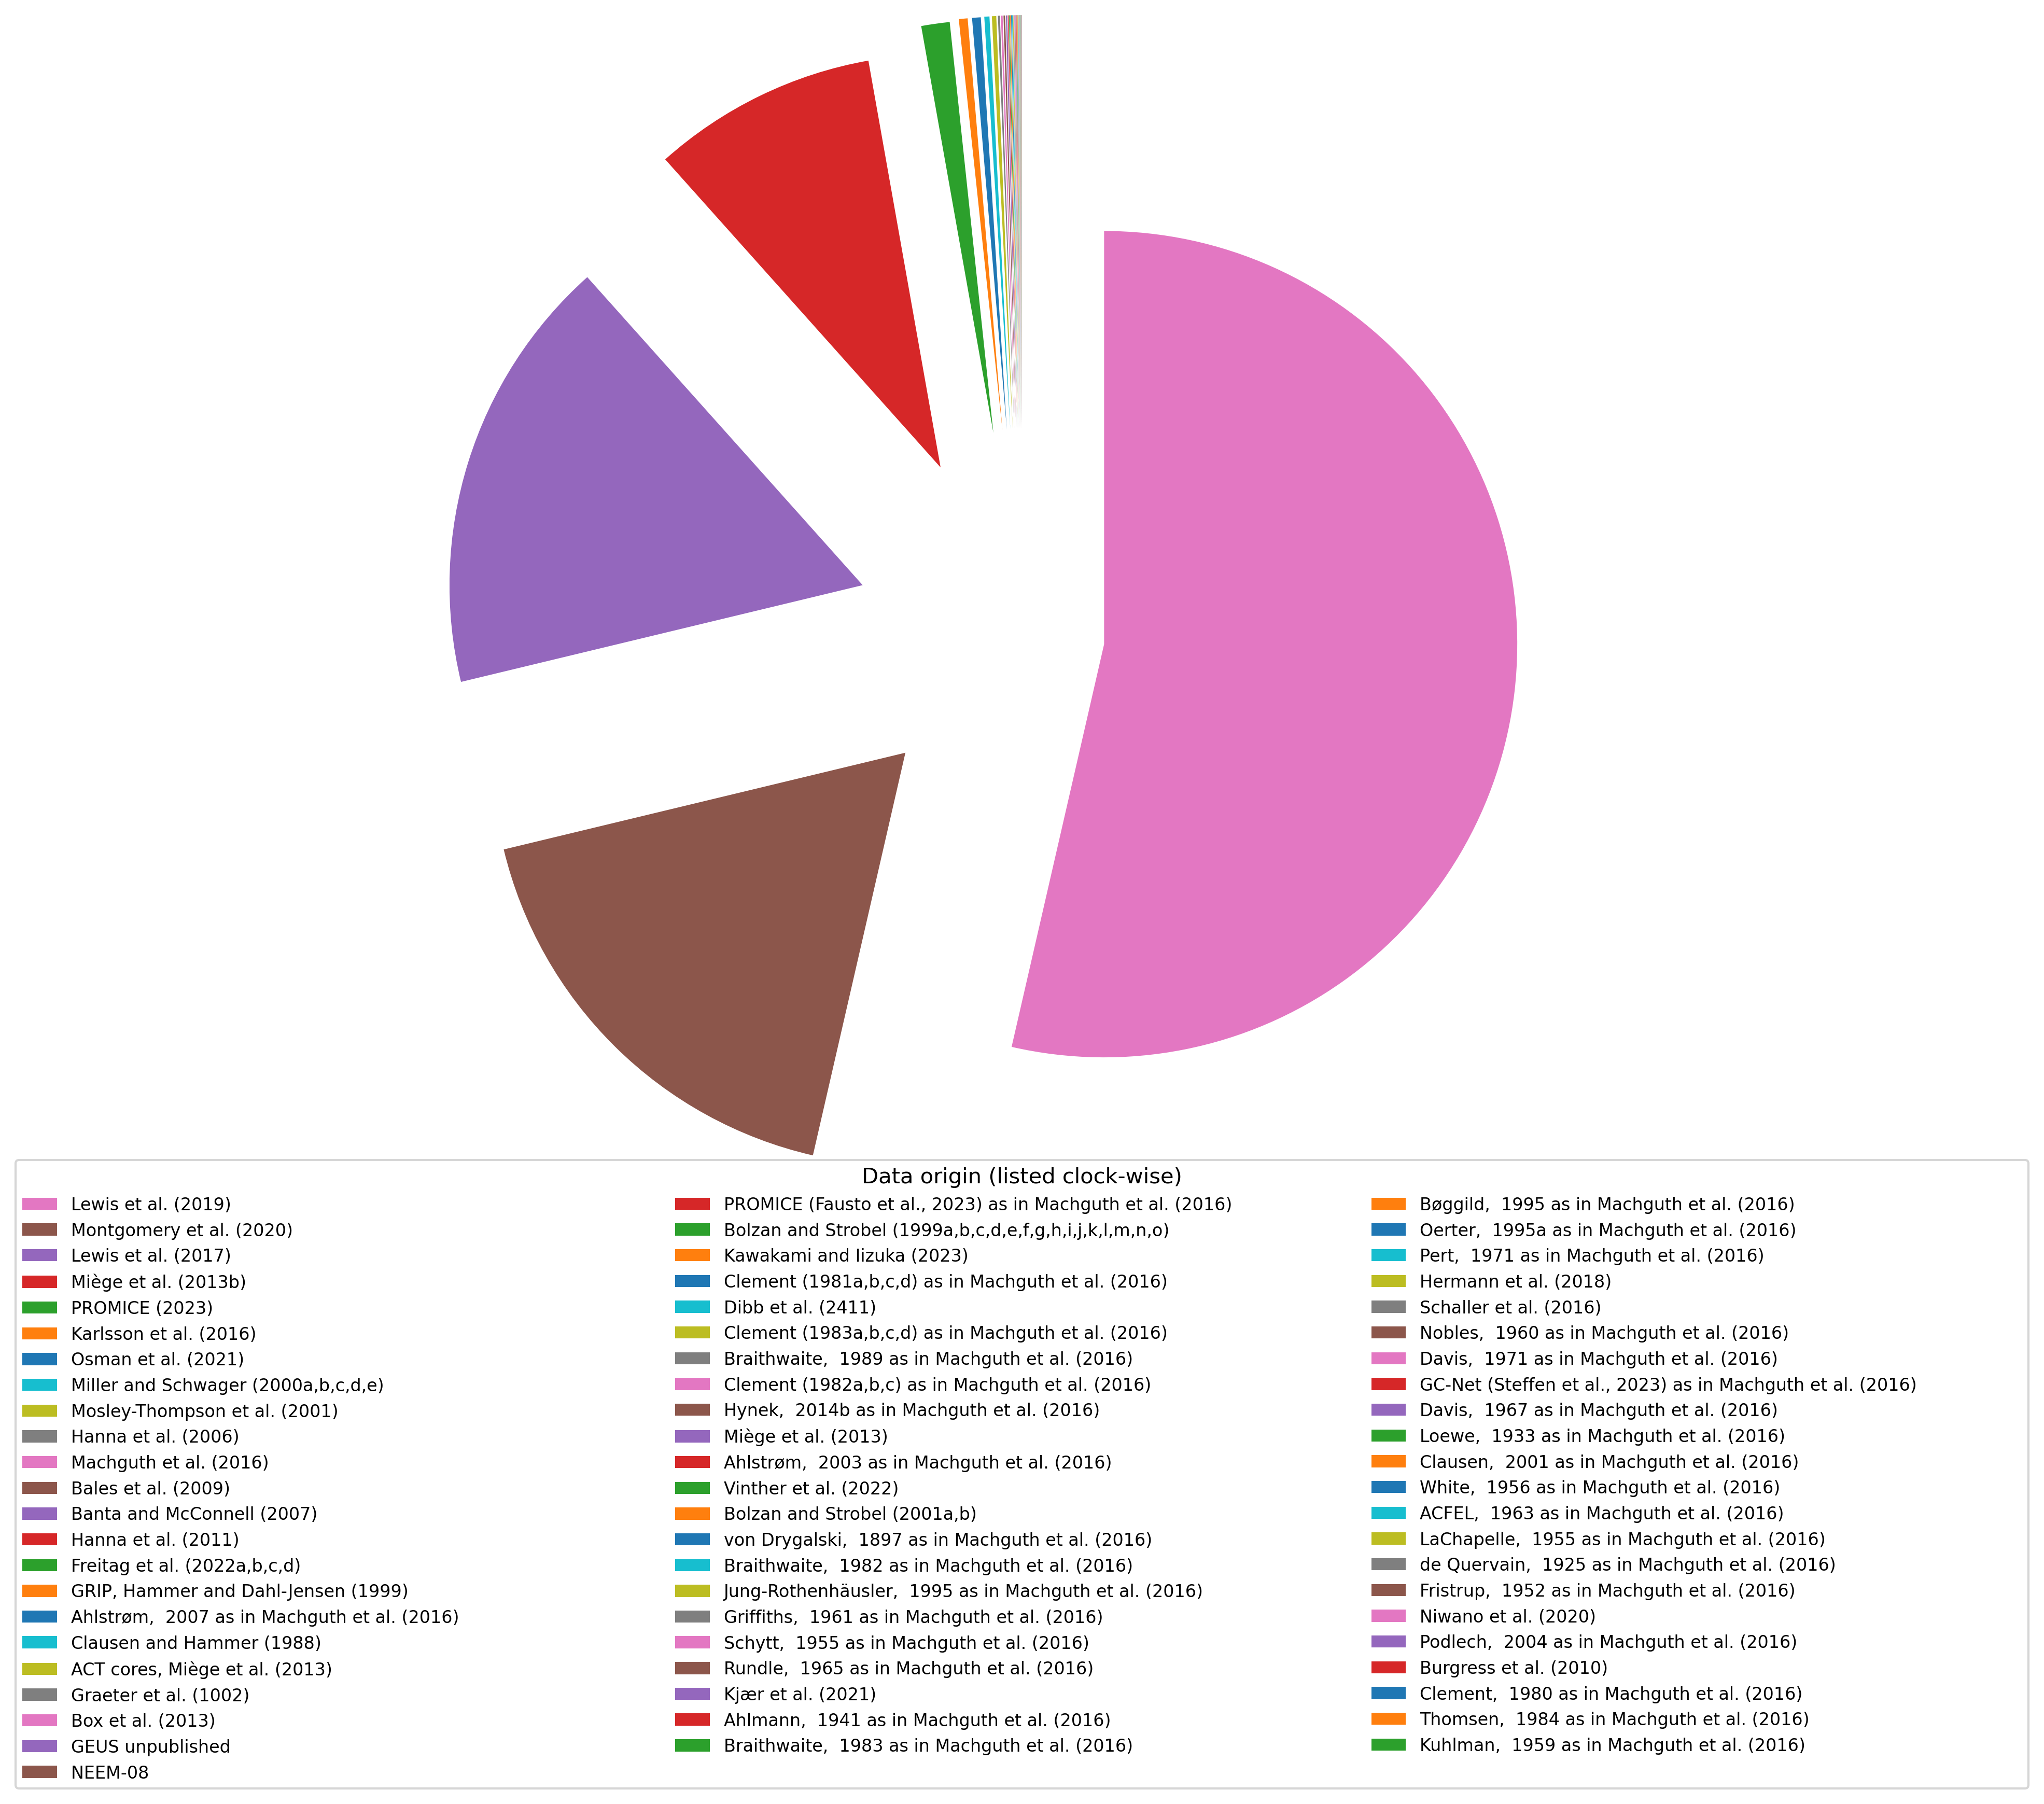 Data origin (listed clock-wise)
Lewis et al. (2019)
Montgomery et al. (2020)
Lewis et al. (2017)
Miège et al. (2013b)
PROMICE (2023)
Karlsson et al. (2016)
Osman et al. (2021)
Miller and Schwager (2000a,b,c,d,e)
Mosley-Thompson et al. (2001)
Hanna et al. (2006)
Machguth et al. (2016)
Bales et al. (2009)
Banta and McConnell (2007)
Hanna et al. (2011)
Freitag et al. (2022a,b,c,d)
GRIP, Hammer and Dahl-Jensen (1999)
Ahlstrøm,  2007 as in Machguth et al. (2016)
Clausen and Hammer (1988)
ACT cores, Miège et al. (2013)
Graeter et al. (1002)
Box et al. (2013)
GEUS unpublished
NEEM-08
PROMICE (Fausto et al., 2023) as in Machguth et al. (2016)
Bolzan and Strobel (1999a,b,c,d,e,f,g,h,i,j,k,l,m,n,o)
Kawakami and Iizuka (2023)
Clement (1981a,b,c,d) as in Machguth et al. (2016)
Dibb et al. (2411)
Clement (1983a,b,c,d) as in Machguth et al. (2016)
Braithwaite,  1989 as in Machguth et al. (2016)
Clement (1982a,b,c) as in Machguth et al. (2016)
Hynek,  2014b as in Machguth et al. (2016)
Miège et al. (2013)
Ahlstrøm,  2003 as in Machguth et al. (2016)
Vinther et al. (2022)
Bolzan and Strobel (2001a,b)
von Drygalski,  1897 as in Machguth et al. (2016)
Braithwaite,  1982 as in Machguth et al. (2016)
Jung-Rothenhäusler,  1995 as in Machguth et al. (2016)
Griffiths,  1961 as in Machguth et al. (2016)
Schytt,  1955 as in Machguth et al. (2016)
Rundle,  1965 as in Machguth et al. (2016)
Kjær et al. (2021)
Ahlmann,  1941 as in Machguth et al. (2016)
Braithwaite,  1983 as in Machguth et al. (2016)
Bøggild,  1995 as in Machguth et al. (2016)
Oerter,  1995a as in Machguth et al. (2016)
Pert,  1971 as in Machguth et al. (2016)
Hermann et al. (2018)
Schaller et al. (2016)
Nobles,  1960 as in Machguth et al. (2016)
Davis,  1971 as in Machguth et al. (2016)
GC-Net (Steffen et al., 2023) as in Machguth et al. (2016)
Davis,  1967 as in Machguth et al. (2016)
Loewe,  1933 as in Machguth et al. (2016)
Clausen,  2001 as in Machguth et al. (2016)
White,  1956 as in Machguth et al. (2016)
ACFEL,  1963 as in Machguth et al. (2016)
LaChapelle,  1955 as in Machguth et al. (2016)
de Quervain,  1925 as in Machguth et al. (2016)
Fristrup,  1952 as in Machguth et al. (2016)
Niwano et al. (2020)
Podlech,  2004 as in Machguth et al. (2016)
Burgress et al. (2010)
Clement,  1980 as in Machguth et al. (2016)
Thomsen,  1984 as in Machguth et al. (2016)
Kuhlman,  1959 as in Machguth et al. (2016)